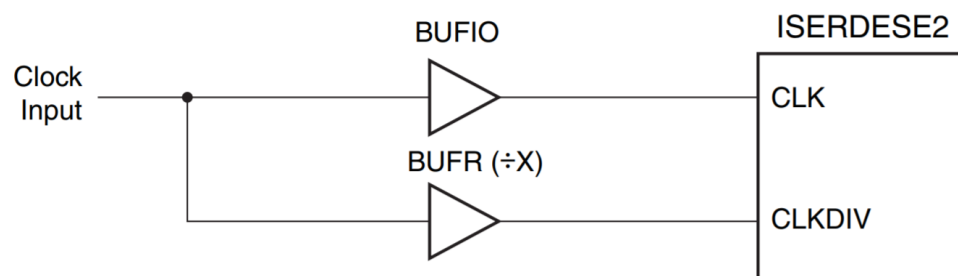 BUFIO
ISERDESE2
Clock
Input
CLK
BUFR (÷X)
CLKDIV